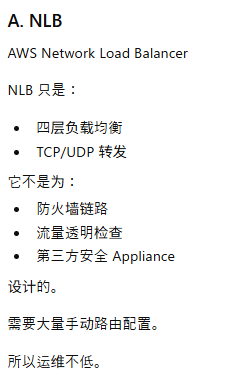 A. NLB
AWS Network Load Balancer
NLB 只是：
• 四层负载均衡
• TCP/UDP 转发
它不是为：
• 防火墙链路
• 流量透明检查
• 第三方安全 Appliance
设计的。
需要大量手动路由配置。
所以运维不低。